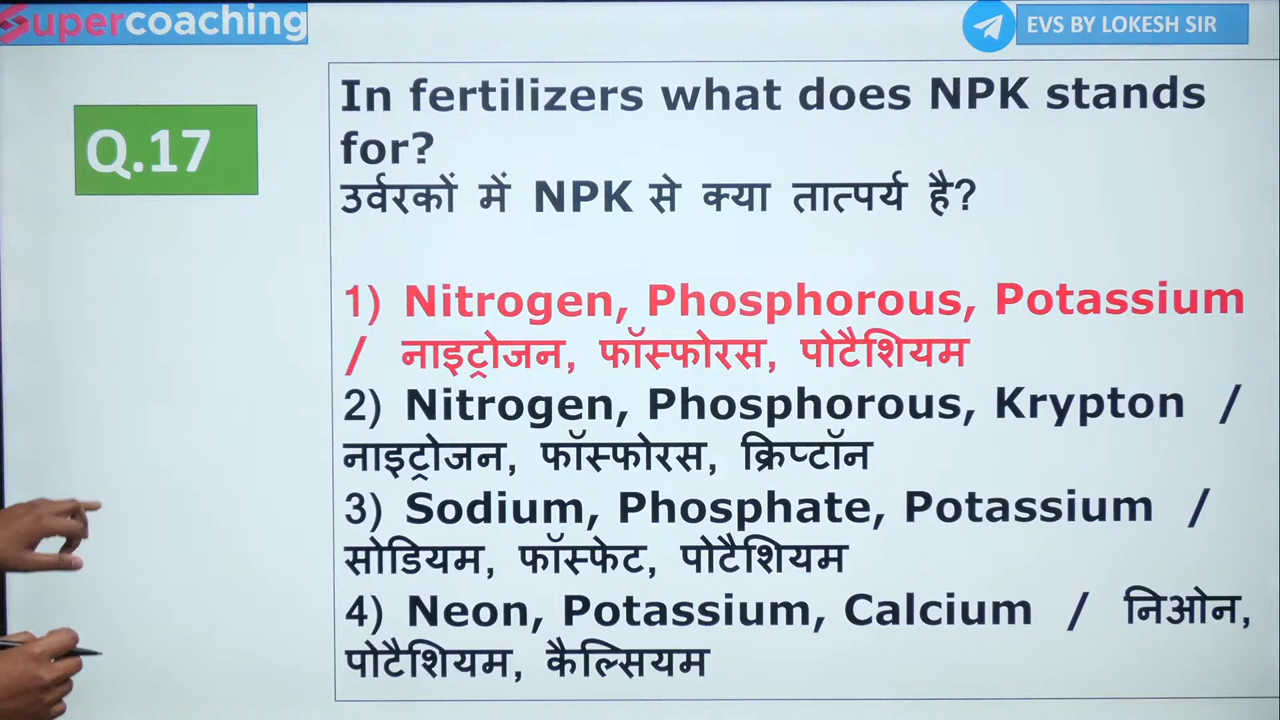 Supercoaching
EVS BY LOKESH SIR
Q.17
In fertilizers what does NPK stands
for?
उर्वरकों में NPK से क्या तात्पर्य है?
1) Nitrogen, Phosphorous, Potassium
/ नाइट्रोजन, फॉस्फोरस, पोटैशियम
2) Nitrogen, Phosphorous, Krypton /
नाइट्रोजन, फॉस्फोरस, क्रिप्टॉन
3) Sodium, Phosphate, Potassium /
सोडियम, फॉस्फेट, पोटैशियम
4) Neon, Potassium, Calcium / निओन,
पोटैशियम, कैल्सियम